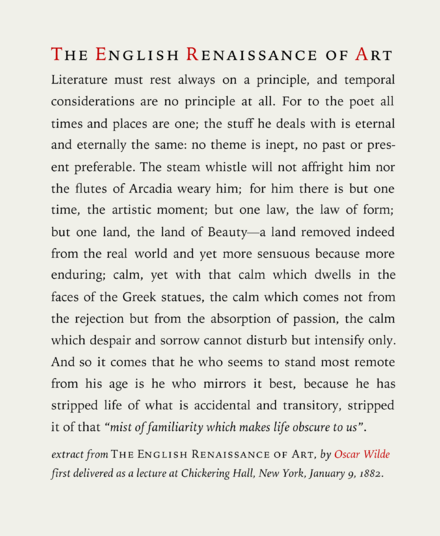 THE ENGLISH RENAISSANCE OF ART
Literature must rest always on a principle, and temporal
considerations are no principle at all. For to the poet all
times and places are one; the stuff he deals with is eternal
and eternally the same: no theme is inept, no past or pres-
ent preferable. The steam whistle will not affright him nor
the flutes of Arcadia weary him; for him there is but one
time, the artistic moment; but one law, the law of form;
but one land, the land of Beauty—a land removed indeed
from the real world and yet more sensuous because more
enduring; calm, yet with that calm which dwells in the
faces of the Greek statues, the calm which comes not from
the rejection but from the absorption of passion, the calm
which despair and sorrow cannot disturb but intensify only.
And so it comes that he who seems to stand most remote
from his age is he who mirrors it best, because he has
stripped life of what is accidental and transitory, stripped
it of that “mist of familiarity which makes life obscure to us”.
extract from THE ENGLISH RENAISSANCE OF ART, by Oscar Wilde
first delivered as a lecture at Chickering Hall, New York, January 9, 1882.